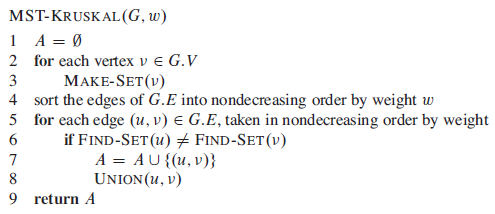 MST-KRUSKAL(G, w)
1 A = ∅
2 for each vertex v ∈ G.V
3 MAKE-SET(v)
4 sort the edges of G.E into nondecreasing order by weight w
5 for each edge (u, v) ∈ G.E, taken in nondecreasing order by weight
6 if FIND-SET(u) ≠ FIND-SET(v)
7 A = A ∪ {(u, v)}
8 UNION(u, v)
9 return A